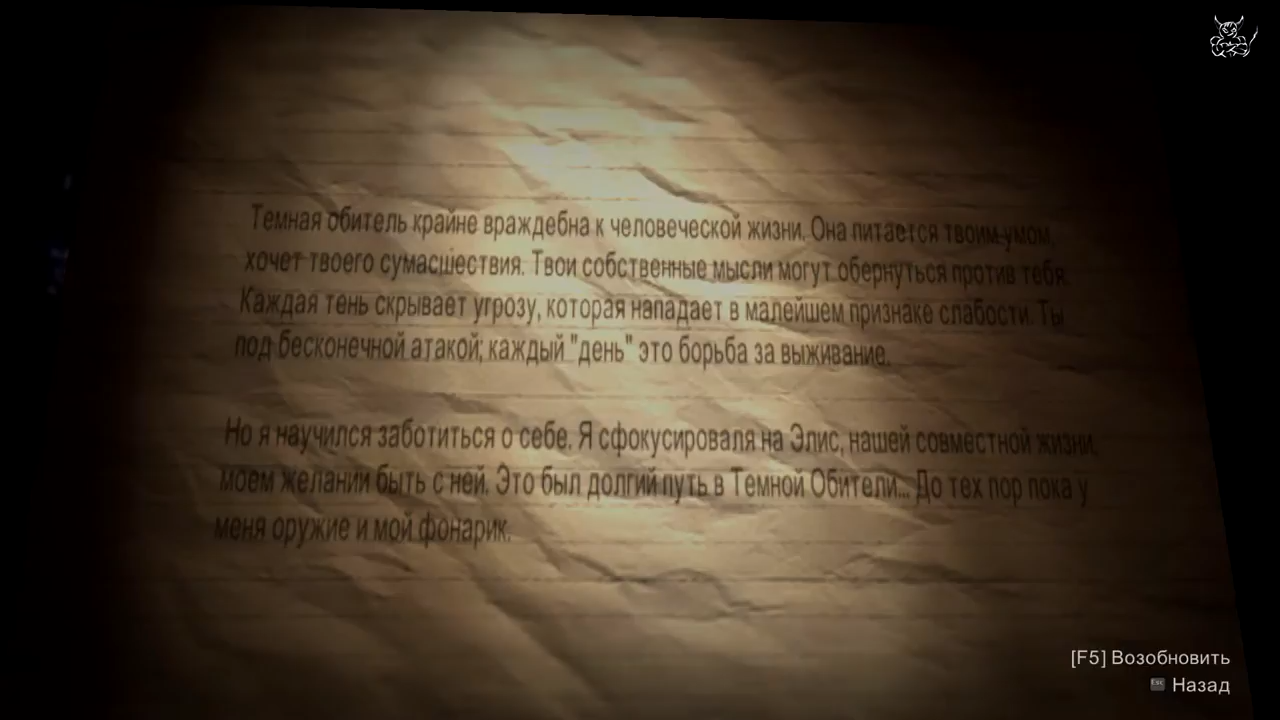 Темная обитель крайне враждебна к человеческой жизни. Она питается твоим умом,
хочет твоего сумасшествия. Твои собственные мысли могут обернуться против тебя.
Каждая тень скрывает угрозу, которая нападает в малейшем признаке слабости. Ты
под бесконечной атакой; каждый "день" это борьба за выживание.
Но я научился заботиться о себе. Я сфокусировался на Элис, нашей совместной жизни,
моем желании быть с ней. Это был долгий путь в Темной Обители... До тех пор пока у
меня оружие и мой фонарик.
[F5] Возобновить
Esc Назад